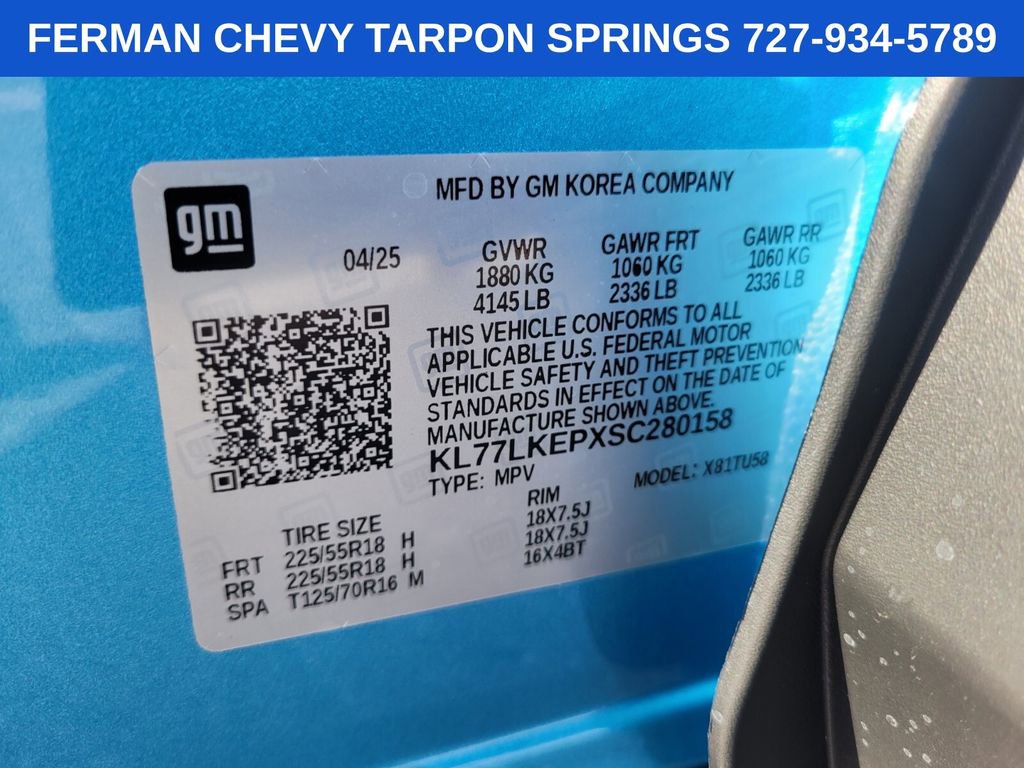 FERMAN CHEVY TARPON SPRINGS 727-934-5789
gm
MFD BY GM KOREA COMPANY
04/25
GVWR
1880 KG
4145 LB
GAWR FRT
1060 KG
2336 LB
GAWR RR
1060 KG
2336 LB
THIS VEHICLE CONFORMS TO ALL
APPLICABLE U.S. FEDERAL MOTOR
VEHICLE SAFETY AND THEFT PREVENTION
STANDARDS IN EFFECT ON THE DATE OF
MANUFACTURE SHOWN ABOVE.
KL77LKEPXSC280158
TYPE: MPV
MODEL: X81TU58
TIRE SIZE
RIM
FRT 225/55R18 H 18X7.5J
RR 225/55R18 H 18X7.5J
SPA T125/70R16 M 16X4BT